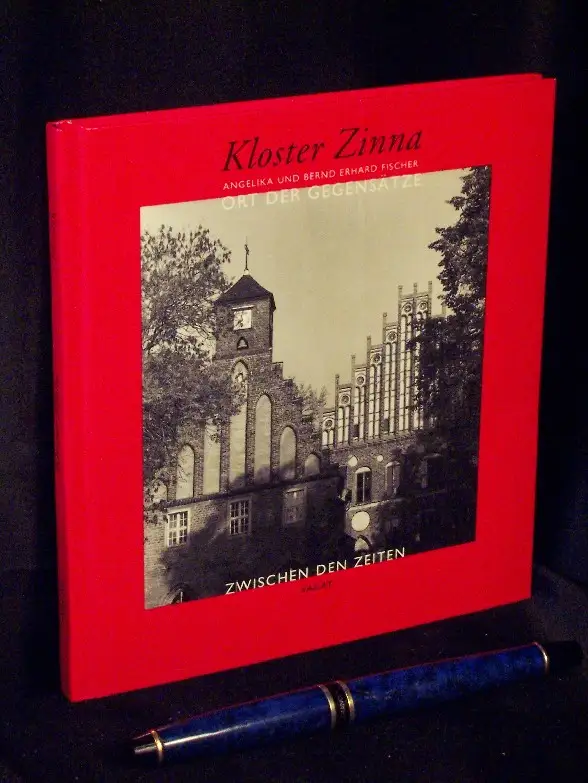 Kloster Zinna
ANGELIKA UND BERND ERHARD FISCHER
ORT DER GEGENSÄTZE
ZWISCHEN DEN ZEITEN